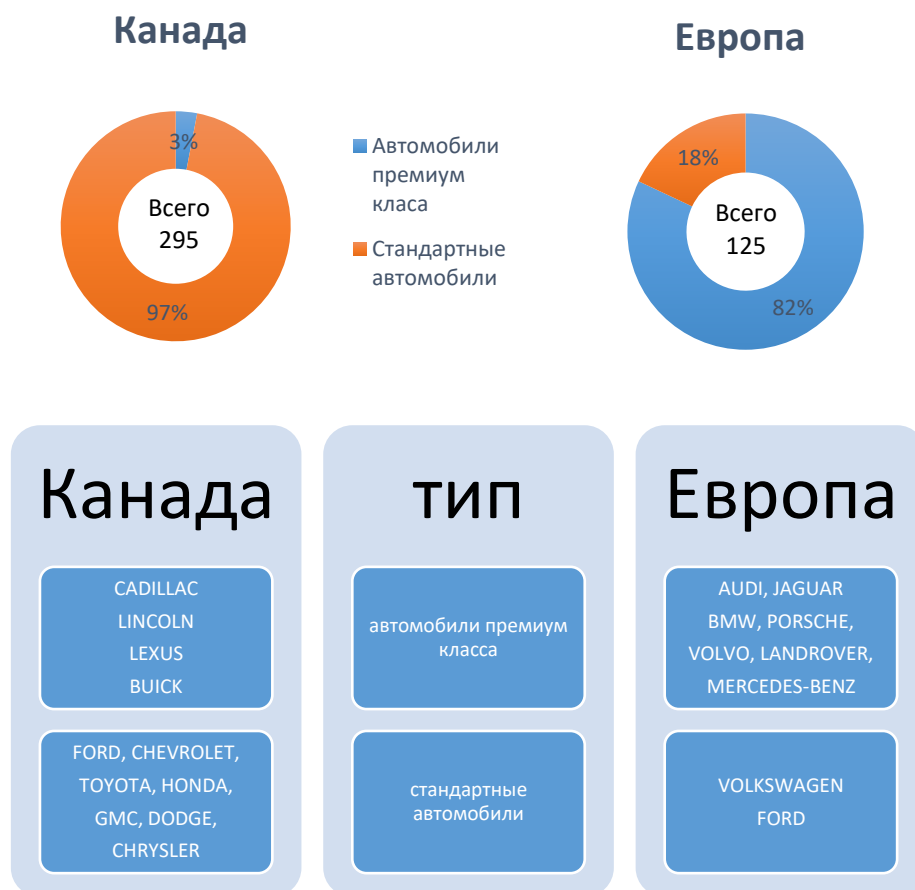 Канада
Европа
3%
Всего
295
97%
Автомобили
премиум
класа
Стандартные
автомобили
18%
Всего
125
82%
Канада
CADILLAC
LINCOLN
LEXUS
BUICK
FORD, CHEVROLET,
TOYOTA, HONDA,
GMC, DODGE,
CHRYSLER
тип
автомобили премиум
класса
стандартные
автомобили
Европа
AUDI, JAGUAR
BMW, PORSCHE,
VOLVO, LANDROVER,
MERCEDES-BENZ
VOLKSWAGEN
FORD